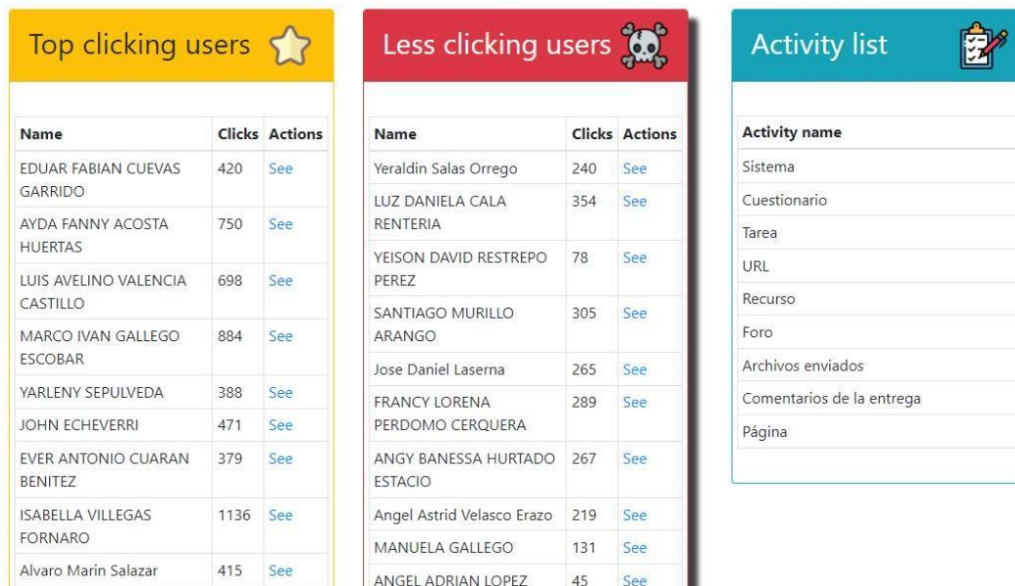 Top clicking users
Name Clicks Actions
EDUAR FABIAN CUEVAS 420 See
GARRIDO
AYDA FANNY ACOSTA 750 See
HUERTAS
LUIS AVELINO VALENCIA 698 See
CASTILLO
MARCO IVAN GALLEGO 884 See
ESCOBAR
YARLENY SEPULVEDA 388 See
JOHN ECHEVERRI 471 See
EVER ANTONIO CUARAN 379 See
BENITEZ
ISABELLA VILLEGAS 1136 See
FORNARO
Alvaro Marin Salazar 415 See
Less clicking users
Name Clicks Actions
Yeraldin Salas Orrego 240 See
LUZ DANIELA CALA 354 See
RENTERIA
YEISON DAVID RESTREPO 78 See
PEREZ
SANTIAGO MURILLO 305 See
ARANGO
Jose Daniel Laserna 265 See
FRANCY LORENA 289 See
PERDOMO CERQUERA
ANGY BANESSA HURTADO 267 See
ESTACIO
Angel Astrid Velasco Erazo 219 See
MANUELA GALLEGO 131 See
ANGEL ADRIAN LOPEZ 45 See
Activity list
Activity name
Sistema
Cuestionario
Tarea
URL
Recurso
Foro
Archivos enviados
Comentarios de la entrega
Página